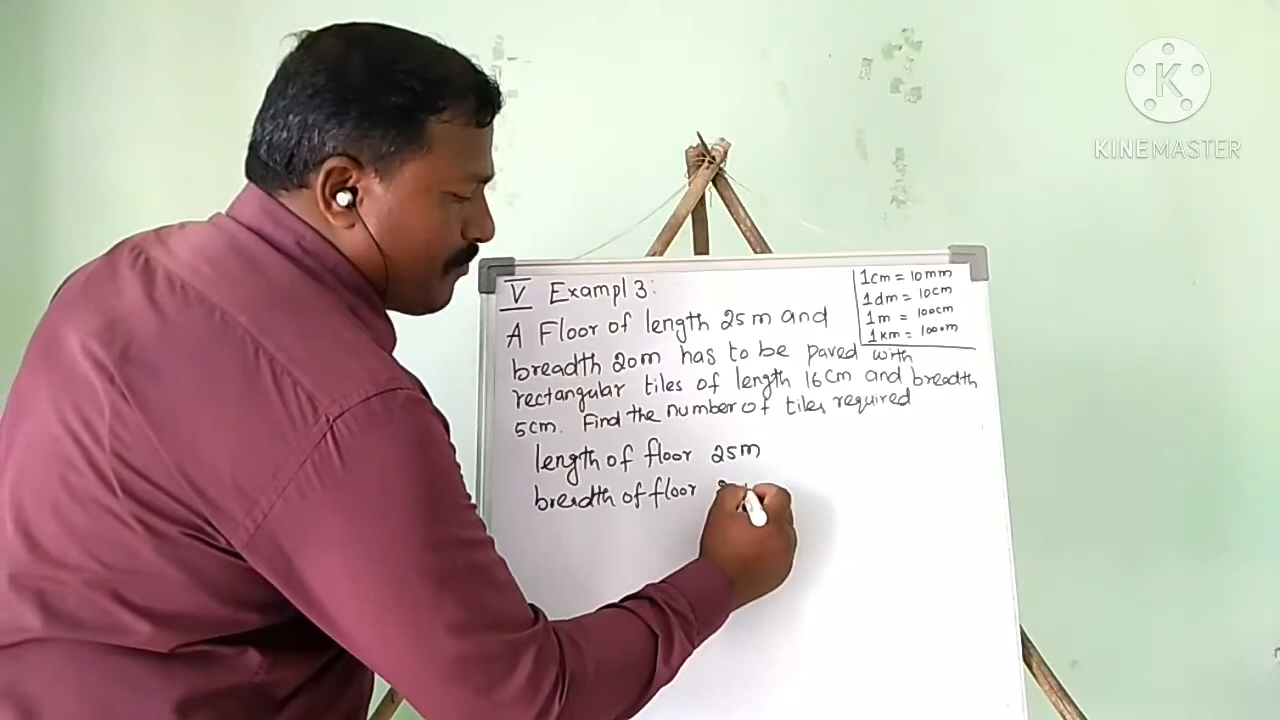 V Exampl 3:
A Floor of length 25m and
breadth 20m has to be paved with
rectangular tiles of length 16cm and breadth
5cm. Find the number of tiles required
1cm = 10mm
1dm = 10cm
1m = 100cm
1km = 1000m
length of floor 25m
breadth of floor
K
KINEMASTER